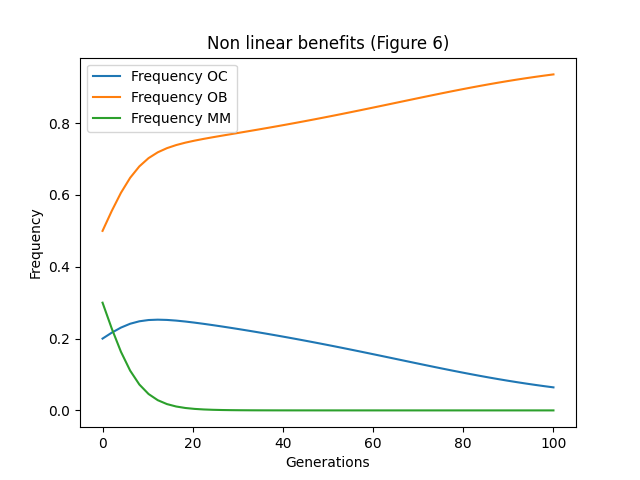 Non linear benefits (Figure 6)
Frequency OC
Frequency OB
Frequency MM
Frequency
0.8
0.6
0.4
0.2
0.0
0 20 40 60 80 100
Generations